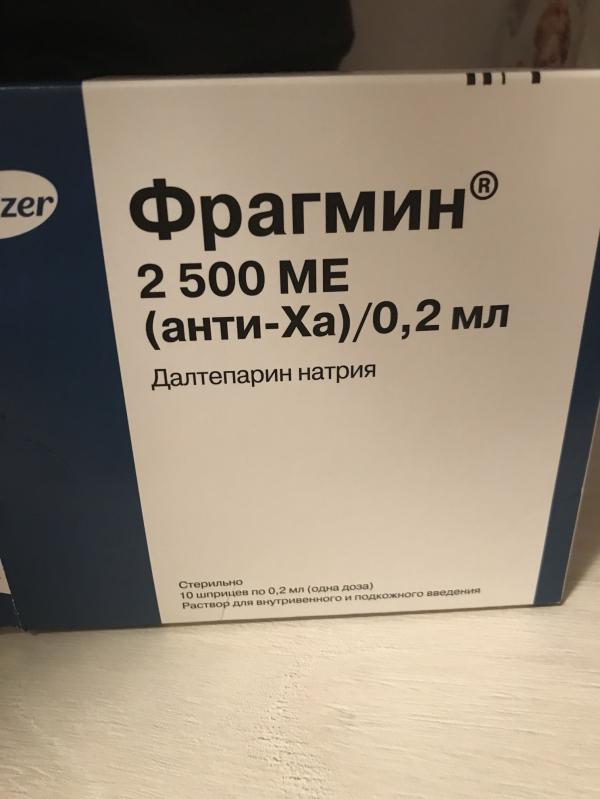 zer
Фрагмин®
2 500 МЕ
(анти-Ха)/0,2 мл
Далтепарин натрия
Стерильно
10 шприцев по 0,2 мл (одна доза)
Раствор для внутривенного и подкожного введения